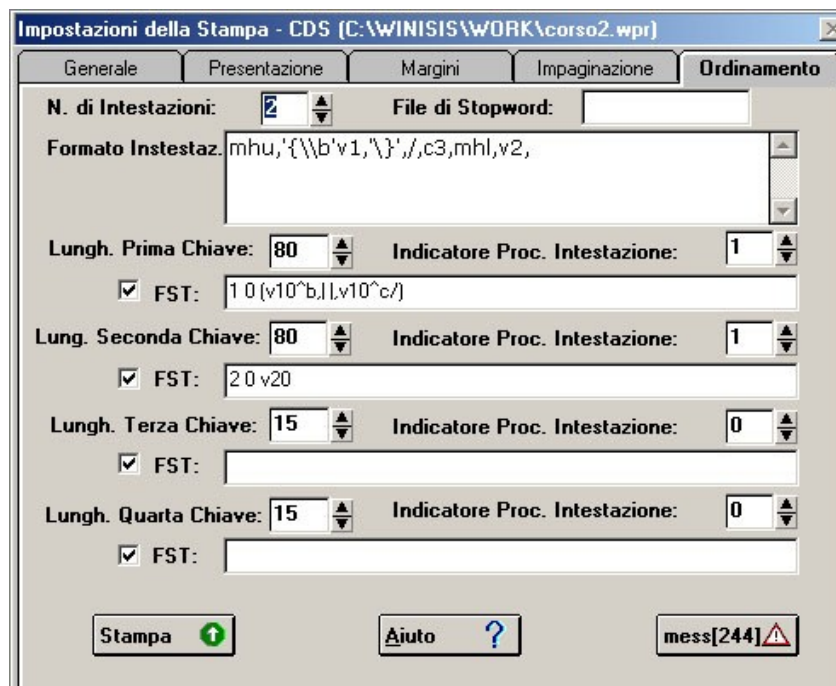 Impostazioni della Stampa - CDS (C:\WINISIS\WORK\corso2.wpr)
Generale Presentazione Margini Impaginazione Ordinamento
N. di Intestazioni: 2 File di Stopword:
Formato Instestaz. mhu,'{\\b'v1,'\}',/,c3,mhl,v2,
Lungh. Prima Chiave: 80 Indicatore Proc. Intestazione: 1
FST: 1 0 (v10^b,| |,v10^c/)
Lung. Seconda Chiave: 80 Indicatore Proc. Intestazione: 1
FST: 2 0 v20
Lungh. Terza Chiave: 15 Indicatore Proc. Intestazione: 0
FST:
Lungh. Quarta Chiave: 15 Indicatore Proc. Intestazione: 0
FST:
Stampa Aiuto ? mess[244]